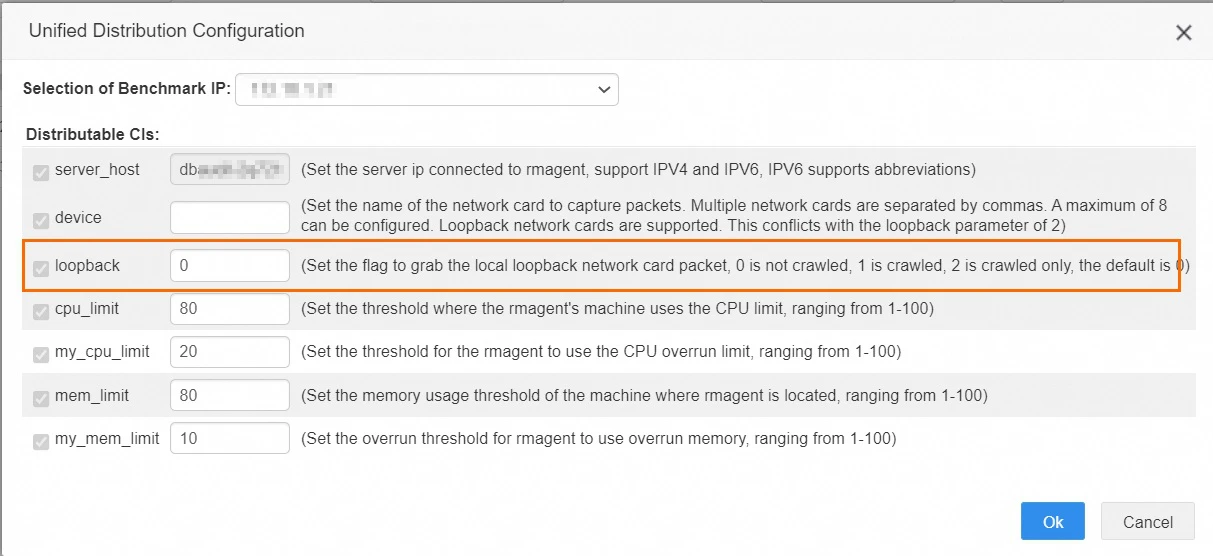 Unified Distribution Configuration
Selection of Benchmark IP:
Distributable CIs:
server_host (Set the server ip connected to rmagent, support IPV4 and IPV6, IPV6 supports abbreviations)
device (Set the name of the network card to capture packets. Multiple network cards are separated by commas. A maximum of 8
can be configured. Loopback network cards are supported. This conflicts with the loopback parameter of 2)
loopback 0 (Set the flag to grab the local loopback network card packet, 0 is not crawled, 1 is crawled, 2 is crawled only, the default is 0)
cpu_limit 80 (Set the threshold where the rmagent's machine uses the CPU limit, ranging from 1-100)
my_cpu_limit 20 (Set the threshold for the rmagent to use the CPU overrun limit, ranging from 1-100)
mem_limit 80 (Set the memory usage threshold of the machine where rmagent is located, ranging from 1-100)
my_mem_limit 10 (Set the overrun threshold for rmagent to use overrun memory, ranging from 1-100)
Ok Cancel